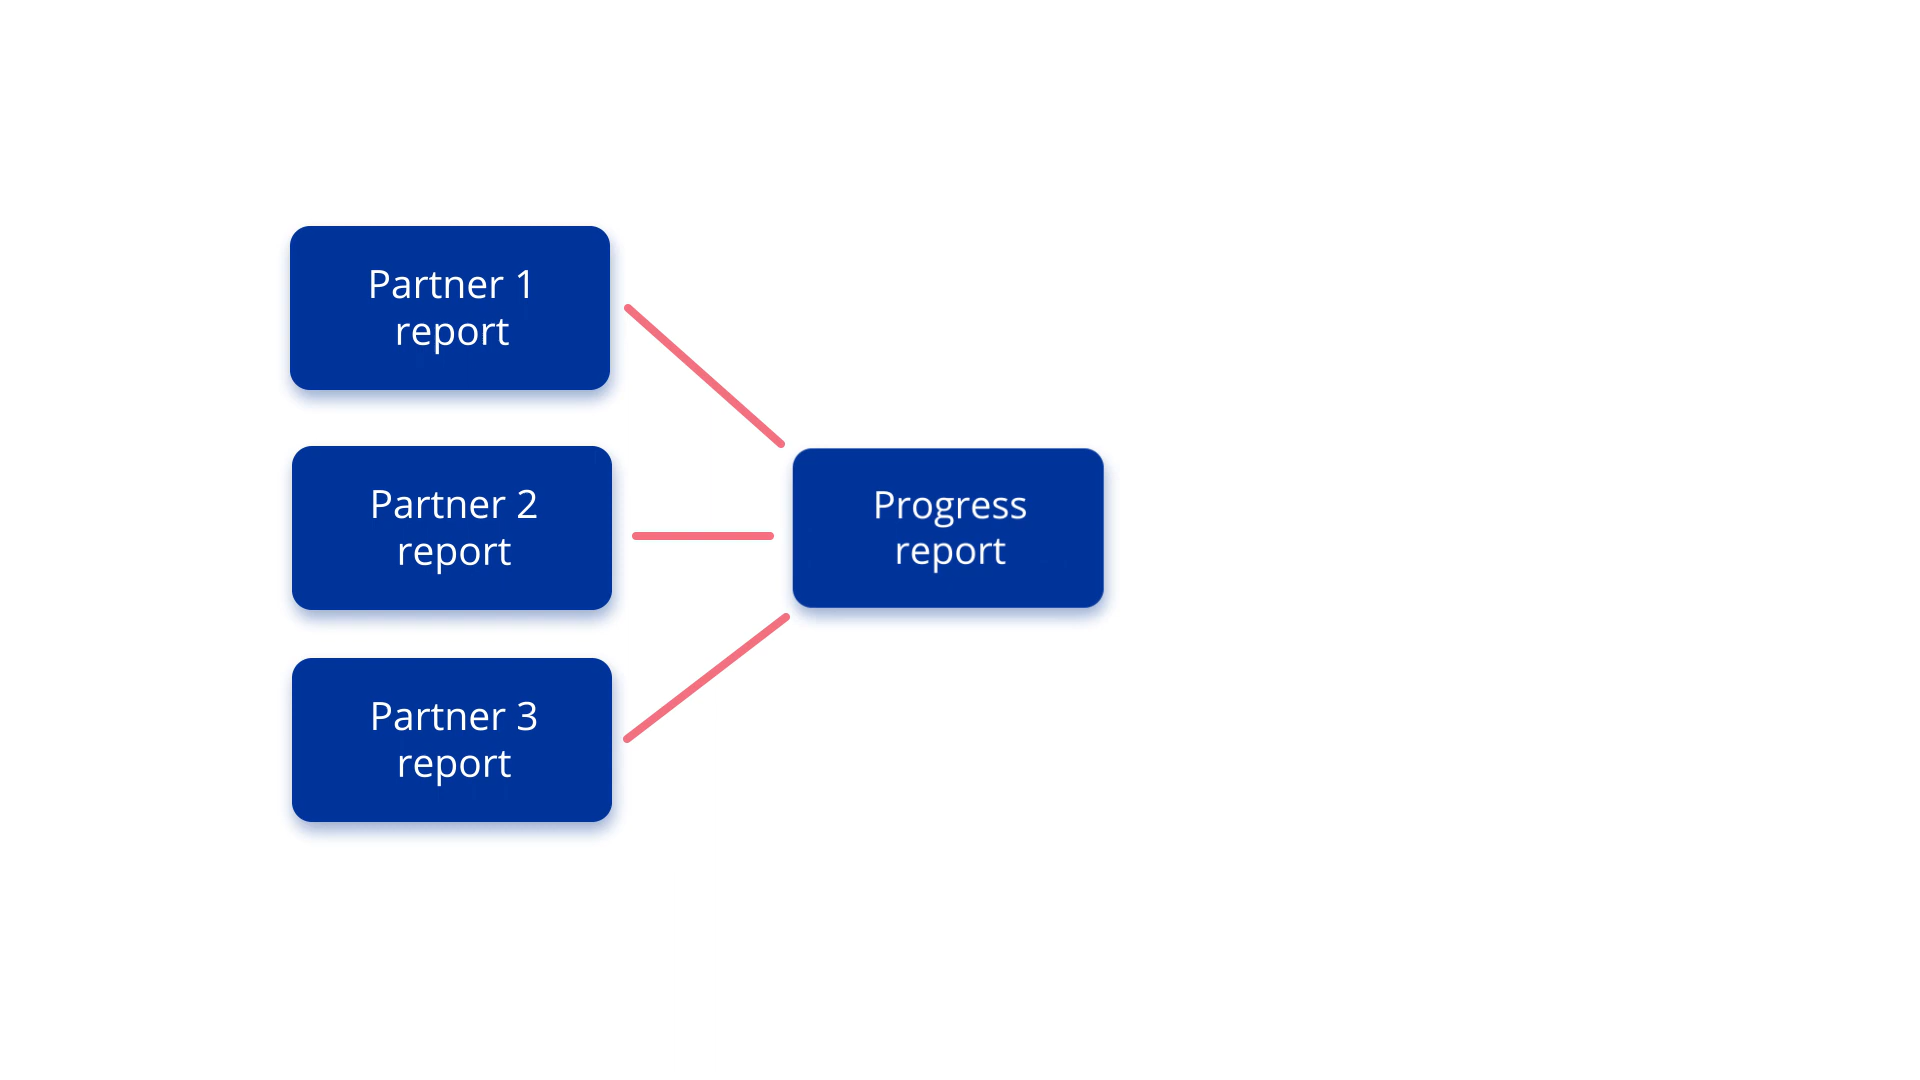 Partner 1
report
Partner 2
report
Partner 3
report
Progress
report